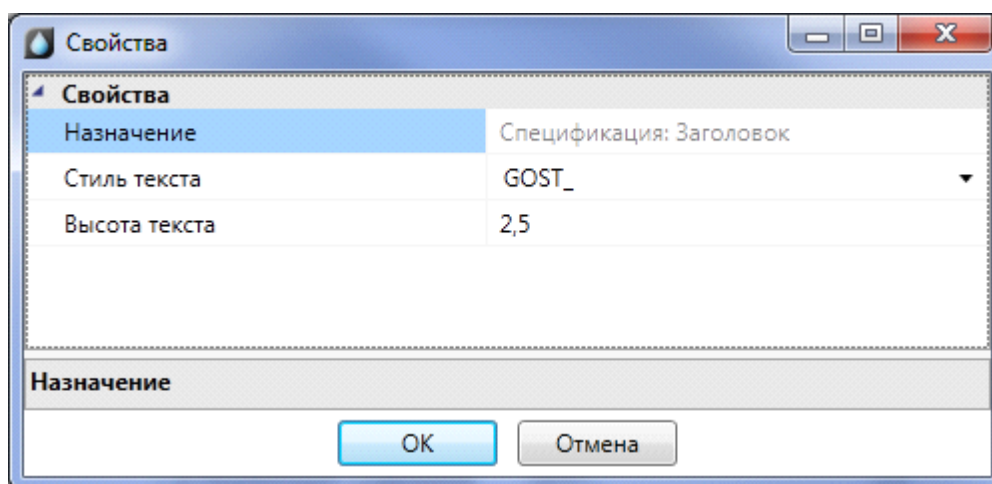 Свойства
Свойства
Назначение Спецификация: Заголовок
Стиль текста GOST_
Высота текста 2,5
Назначение
OK Отмена